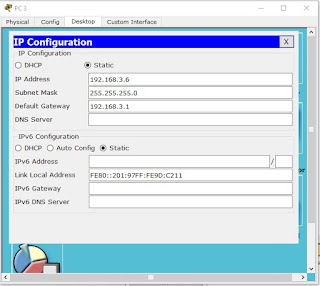 PC 2
Physical Config Desktop Custom Interface
IP Configuration X
IP Configuration
DHCP Static
IP Address 192.168.3.6
Subnet Mask 255.255.255.0
Default Gateway 192.168.3.1
DNS Server
IPv6 Configuration
DHCP Auto Config Static
IPv6 Address /
Link Local Address FE80::201:97FF:FE9D:C211
IPv6 Gateway
IPv6 DNS Server